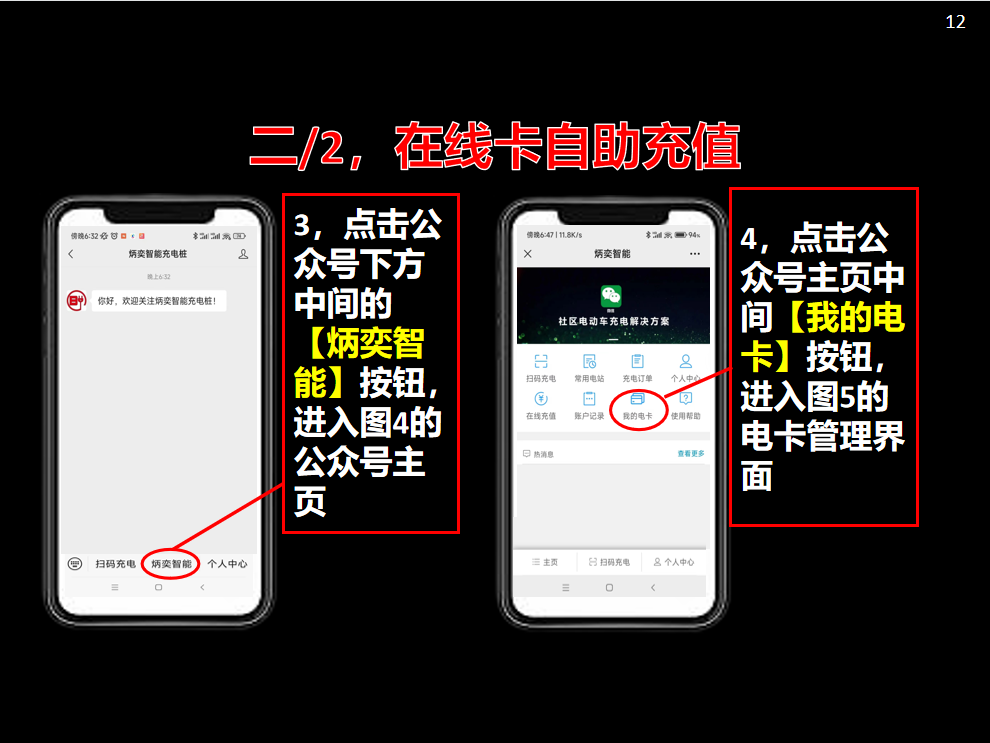 12
二/2，在线卡自助充值
傍晚6:32
炳奕智能充电桩
晚上6:32
你好，欢迎关注炳奕智能充电桩！
扫码充电 炳奕智能 个人中心
3，点击公
众号下方
中间的
【炳奕智
能】按钮，
进入图4的
公众号主
页
傍晚6:47 | 11.8K/s 94%
炳奕智能
社区电动车充电解决方案
扫码充电 常用电站 充电订单 个人中心
在线充值 账户记录 我的电卡 使用帮助
热消息 查看更多
主页 扫码充电 个人中心
4，点击公
众号主页中
间【我的电
卡】按钮，
进入图5的
电卡管理界
面